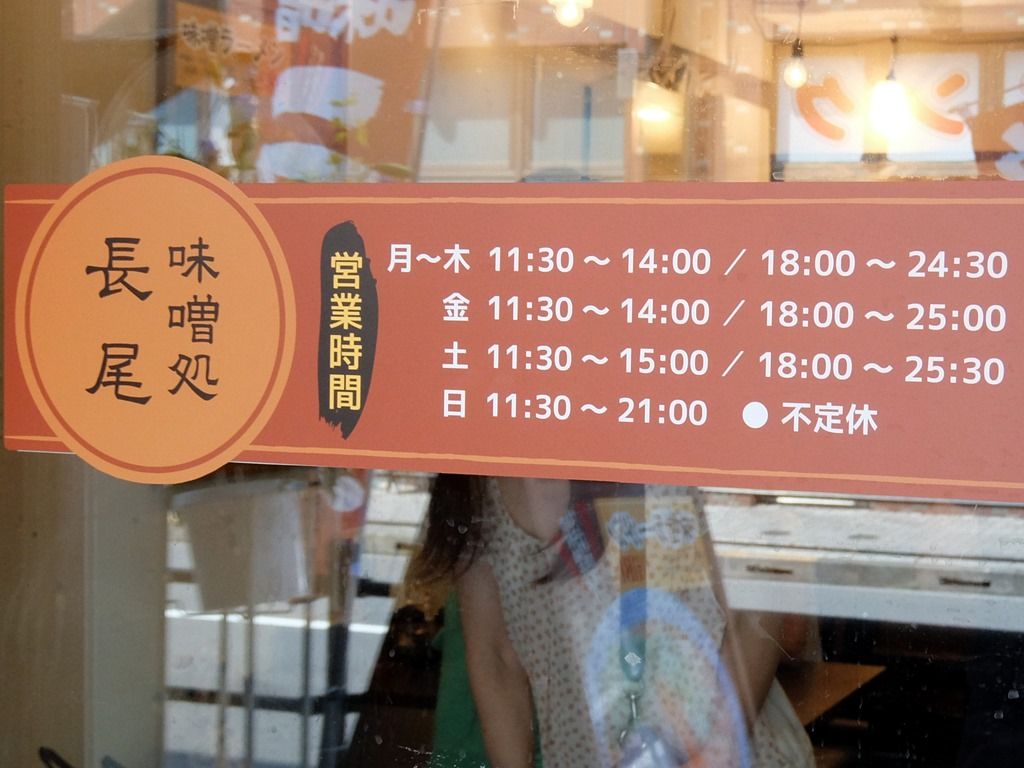 味噌処
長尾
営業時間
月〜木 11:30 〜 14:00 / 18:00 〜 24:30
金 11:30 〜 14:00 / 18:00 〜 25:00
土 11:30 〜 15:00 / 18:00 〜 25:30
日 11:30 〜 21:00 ● 不定休